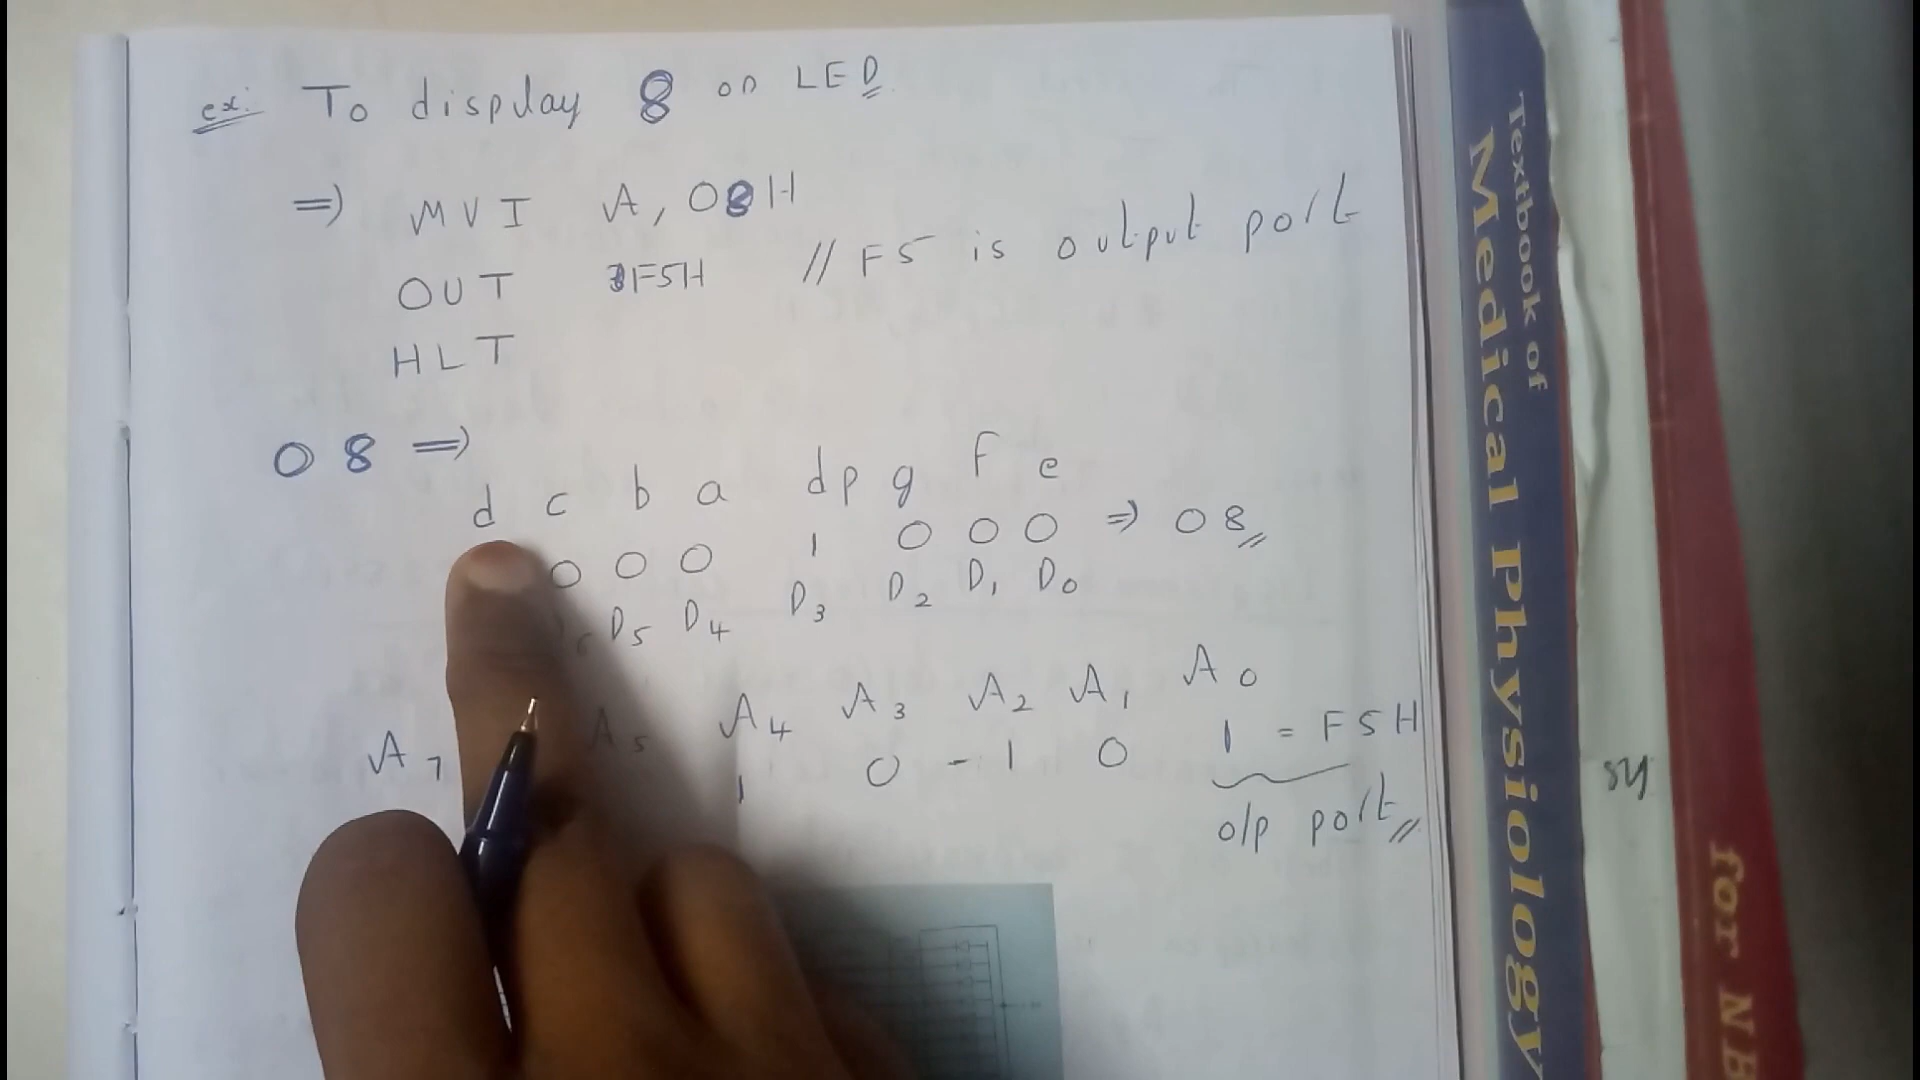 ex: To display 8 on LED
=> MVI A, 08H
OUT F5H // F5 is output port
HLT
08 =>
d c b a dp g f e
0 0 0 1 0 0 0 => 08
D5 D4 D3 D2 D1 D0
A7 A5 A4 A3 A2 A1 A0
1 0 - 1 0 1 = F5H
o/p port
Textbook of
Medical Physiology
sy
for NB